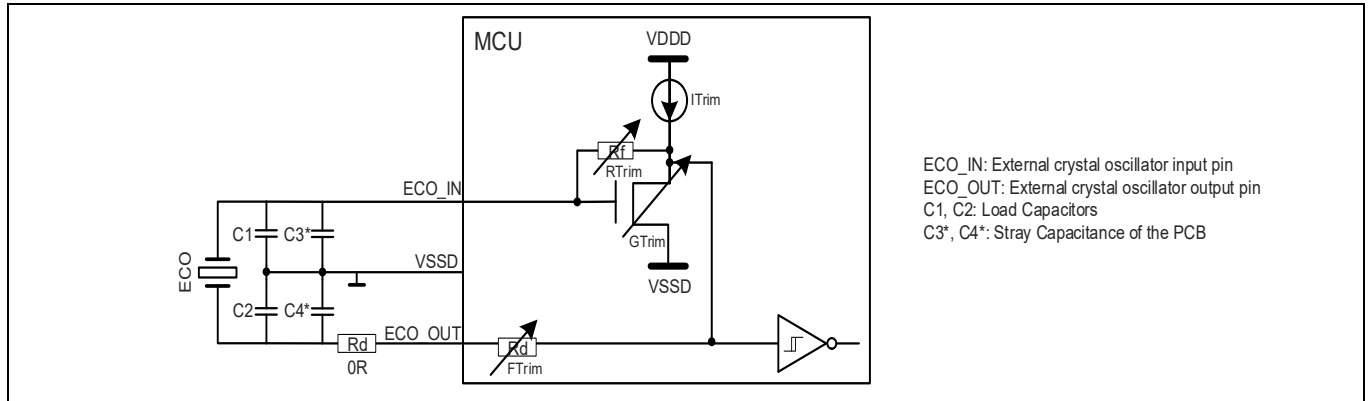 MCU
VDDD
ITrim
Rf
RTrim
ECO_IN
GTrim
C1
C3*
VSSD
VSSD
ECO
C2
C4*
Rd
ECO_OUT
Rd
0R
FTrim
ECO_IN: External crystal oscillator input pin
ECO_OUT: External crystal oscillator output pin
C1, C2: Load Capacitors
C3*, C4*: Stray Capacitance of the PCB